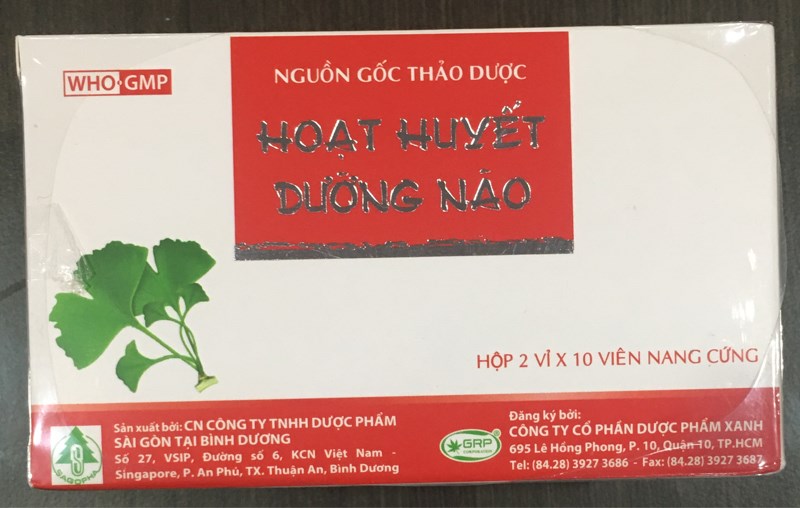 WHO-GMP
NGUỒN GỐC THẢO DƯỢC
HOẠT HUYẾT
DƯỠNG NÃO
HỘP 2 VỈ X 10 VIÊN NANG CỨNG
SAGOPHA
Sản xuất bởi: CN CÔNG TY TNHH DƯỢC PHẨM
SÀI GÒN TẠI BÌNH DƯƠNG
Số 27, VSIP, Đường số 6, KCN Việt Nam -
Singapore, P. An Phú, TX. Thuận An, Bình Dương
GRP
CORPORATION
Đăng ký bởi:
CÔNG TY CỔ PHẦN DƯỢC PHẨM XANH
695 Lê Hồng Phong, P. 10, Quận 10, TP.HCM
Tel: (84.28) 3927 3686 - Fax: (84.28) 3927 3687